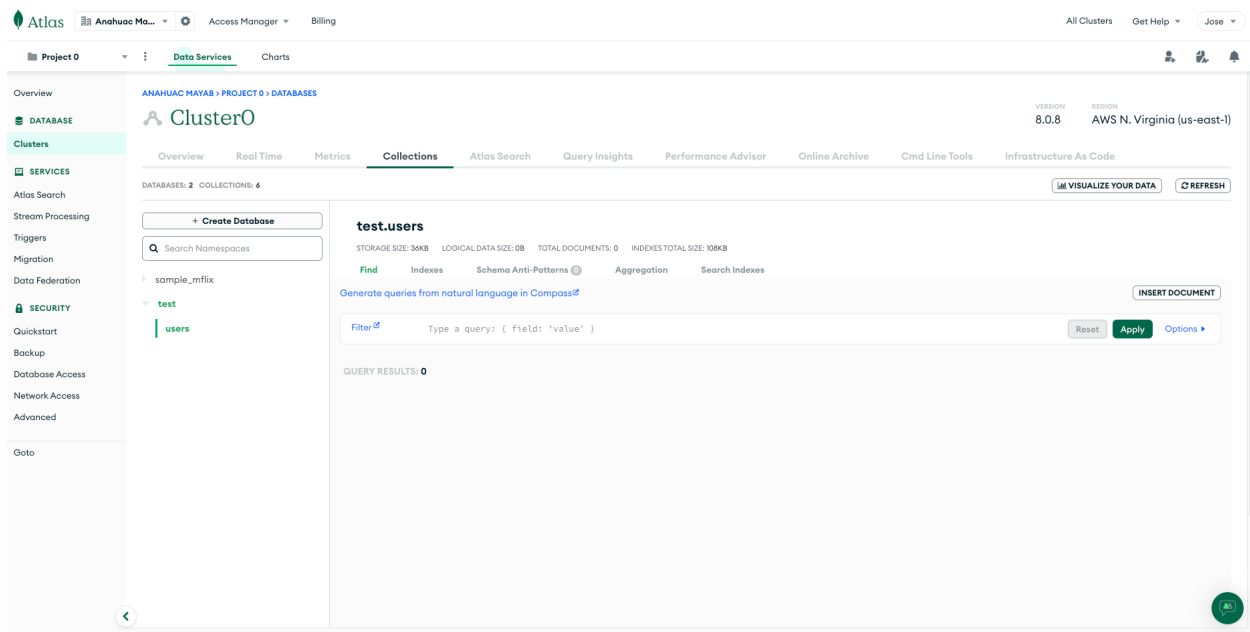 Atlas Anahuac Ma... Access Manager Billing All Clusters Get Help Jose
Project 0 Data Services Charts
Overview
DATABASE
Clusters
SERVICES
Atlas Search
Stream Processing
Triggers
Migration
Data Federation
SECURITY
Quickstart
Backup
Database Access
Network Access
Advanced
Goto
ANAHUAC MAYAB > PROJECT 0 > DATABASES
Cluster0
VERSION REGION
8.0.8 AWS N. Virginia (us-east-1)
Overview Real Time Metrics Collections Atlas Search Query Insights Performance Advisor Online Archive Cmd Line Tools Infrastructure As Code
DATABASES: 2 COLLECTIONS: 6 VISUALIZE YOUR DATA REFRESH
+ Create Database
Search Namespaces
sample_mflix
test
users
test.users
STORAGE SIZE: 36KB LOGICAL DATA SIZE: 0B TOTAL DOCUMENTS: 0 INDEXES TOTAL SIZE: 108KB
Find Indexes Schema Anti-Patterns 0 Aggregation Search Indexes
Generate queries from natural language in Compass INSERT DOCUMENT
Filter Type a query: { field: 'value' } Reset Apply Options
QUERY RESULTS: 0